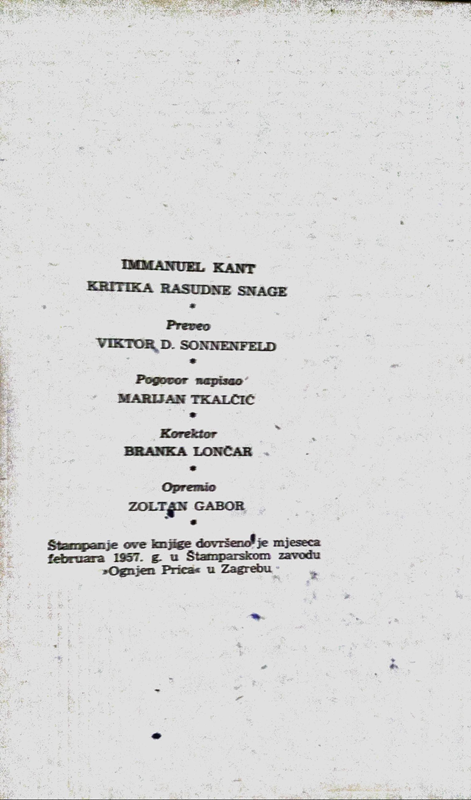 IMMANUEL KANT
KRITIKA RASUDNE SNAGE
*
Preveo
VIKTOR D. SONNENFELD
*
Pogovor napisao
MARIJAN TKALČIĆ
*
Korektor
BRANKA LONČAR
*
Opremio
ZOLTAN GABOR
*
Štampanje ove knjige dovršeno je mjeseca
februara 1957. g. u Štamparskom zavodu
»Ognjen Prica« u Zagrebu